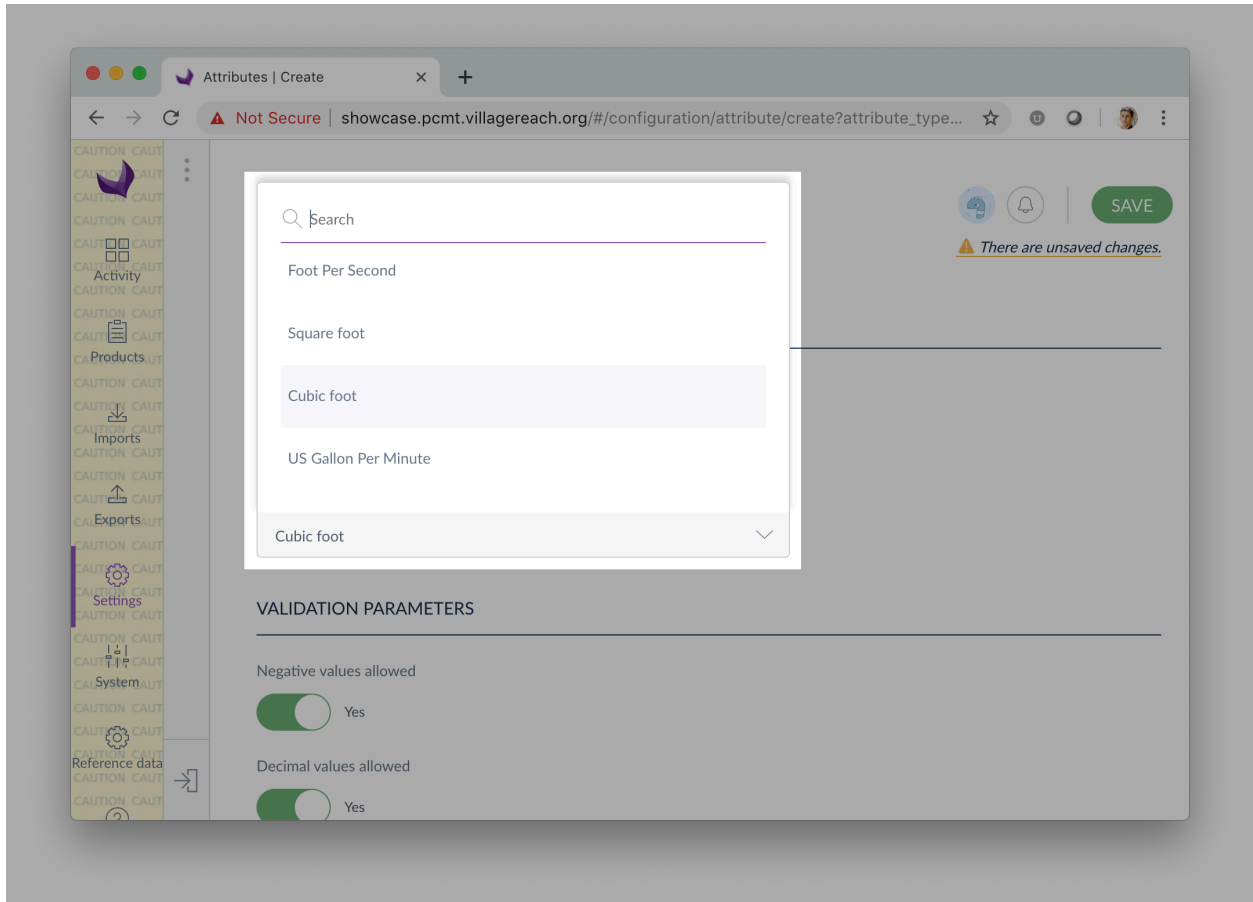 Attributes | Create
Not Secure | showcase.pcmt.villagereach.org/#/configuration/attribute/create?attribute_type...
CAUTION CAUT
Search
SAVE
There are unsaved changes.
Activity
Foot Per Second
Products
Square foot
Imports
Cubic foot
Exports
US Gallon Per Minute
Cubic foot
Settings
VALIDATION PARAMETERS
System
Negative values allowed
Yes
Reference data
Decimal values allowed
Yes